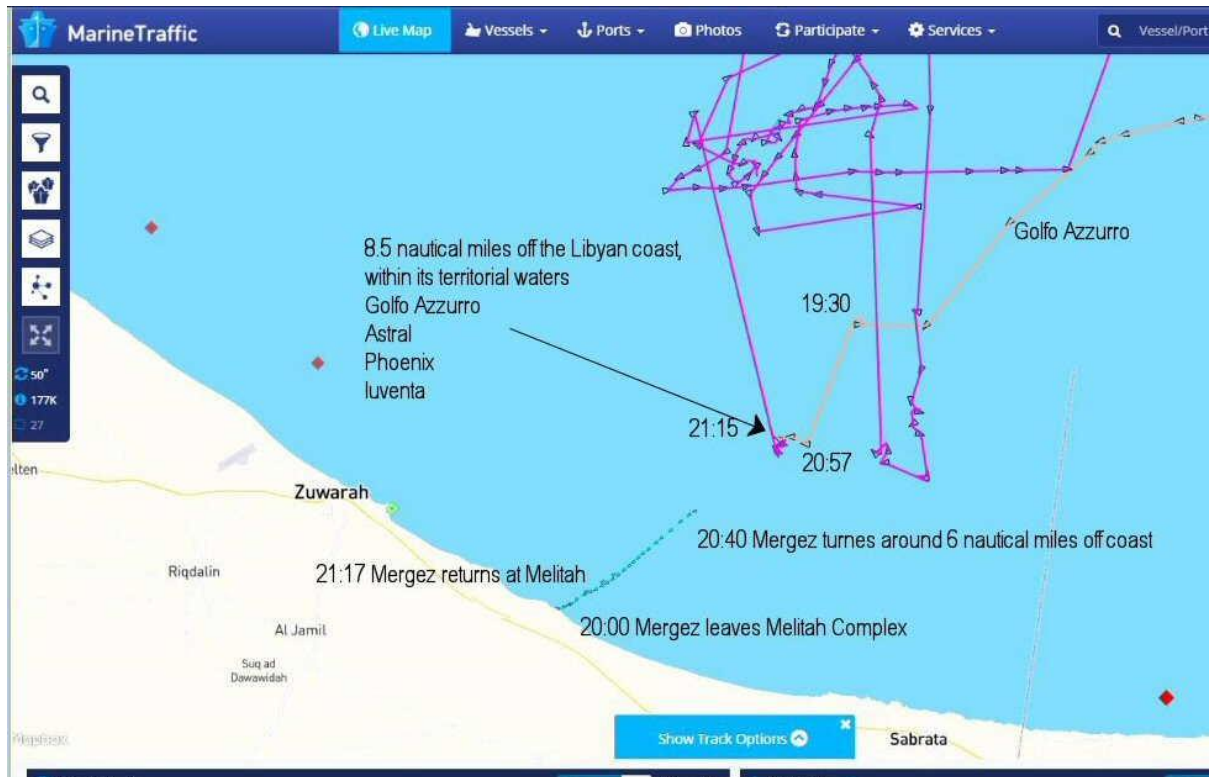 MarineTraffic
Live Map
Vessels
Ports
Photos
Participate
Services
Vessel/Port
Golfo Azzurro
8.5 nautical miles off the Libyan coast,
within its territorial waters
Golfo Azzurro
Astral
Phoenix
Iuventa
19:30
50"
177K
27
21:15
20:57
elten
Zuwarah
20:40 Mergez turnes around 6 nautical miles off coast
Riqdalin
21:17 Mergez returns at Melitah
Al Jamil
20:00 Mergez leaves Melitah Complex
Suq ad
Dawawidah
Mapbox
Show Track Options
Sabrata